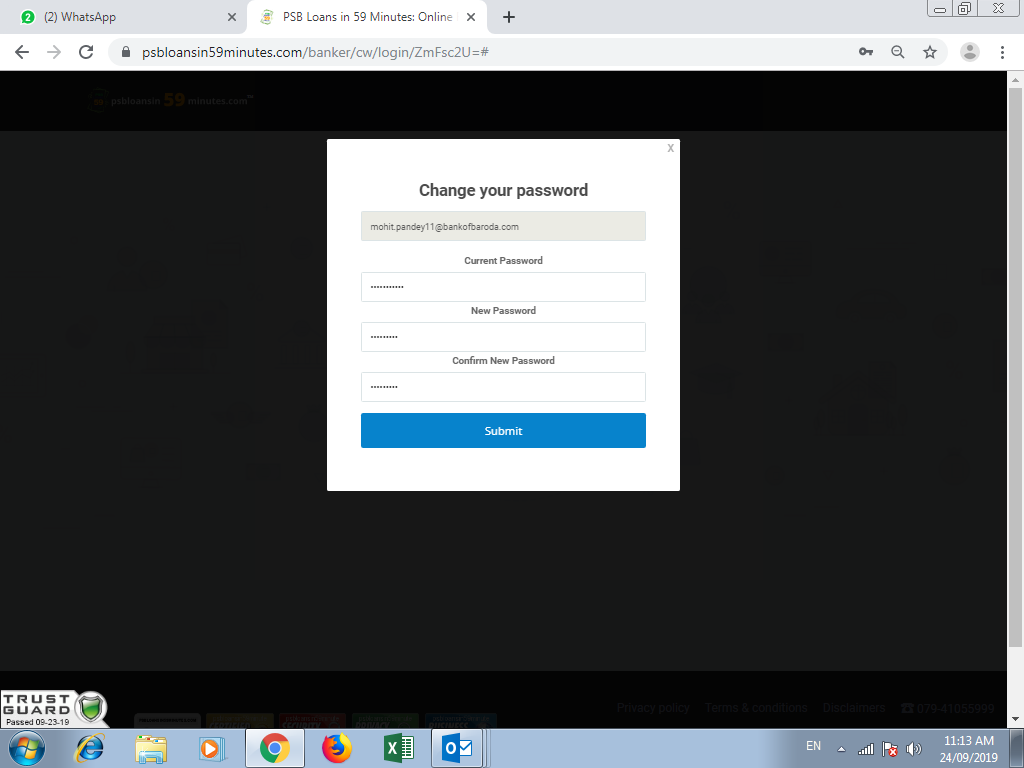 (2) WhatsApp
PSB Loans in 59 Minutes: Online
psbloansin59minutes.com/banker/cw/login/ZmFsc2U=#
psbloansin 59 minutes.com
X
Change your password
mohit.pandey11@bankofbaroda.com
Current Password
•••••••••••
New Password
•••••••••
Confirm New Password
•••••••••
Submit
TRUST
GUARD
Passed 09-23-19
Privacy policy
Terms & conditions
Disclaimers
079-41055999
EN
11:13 AM
24/09/2019